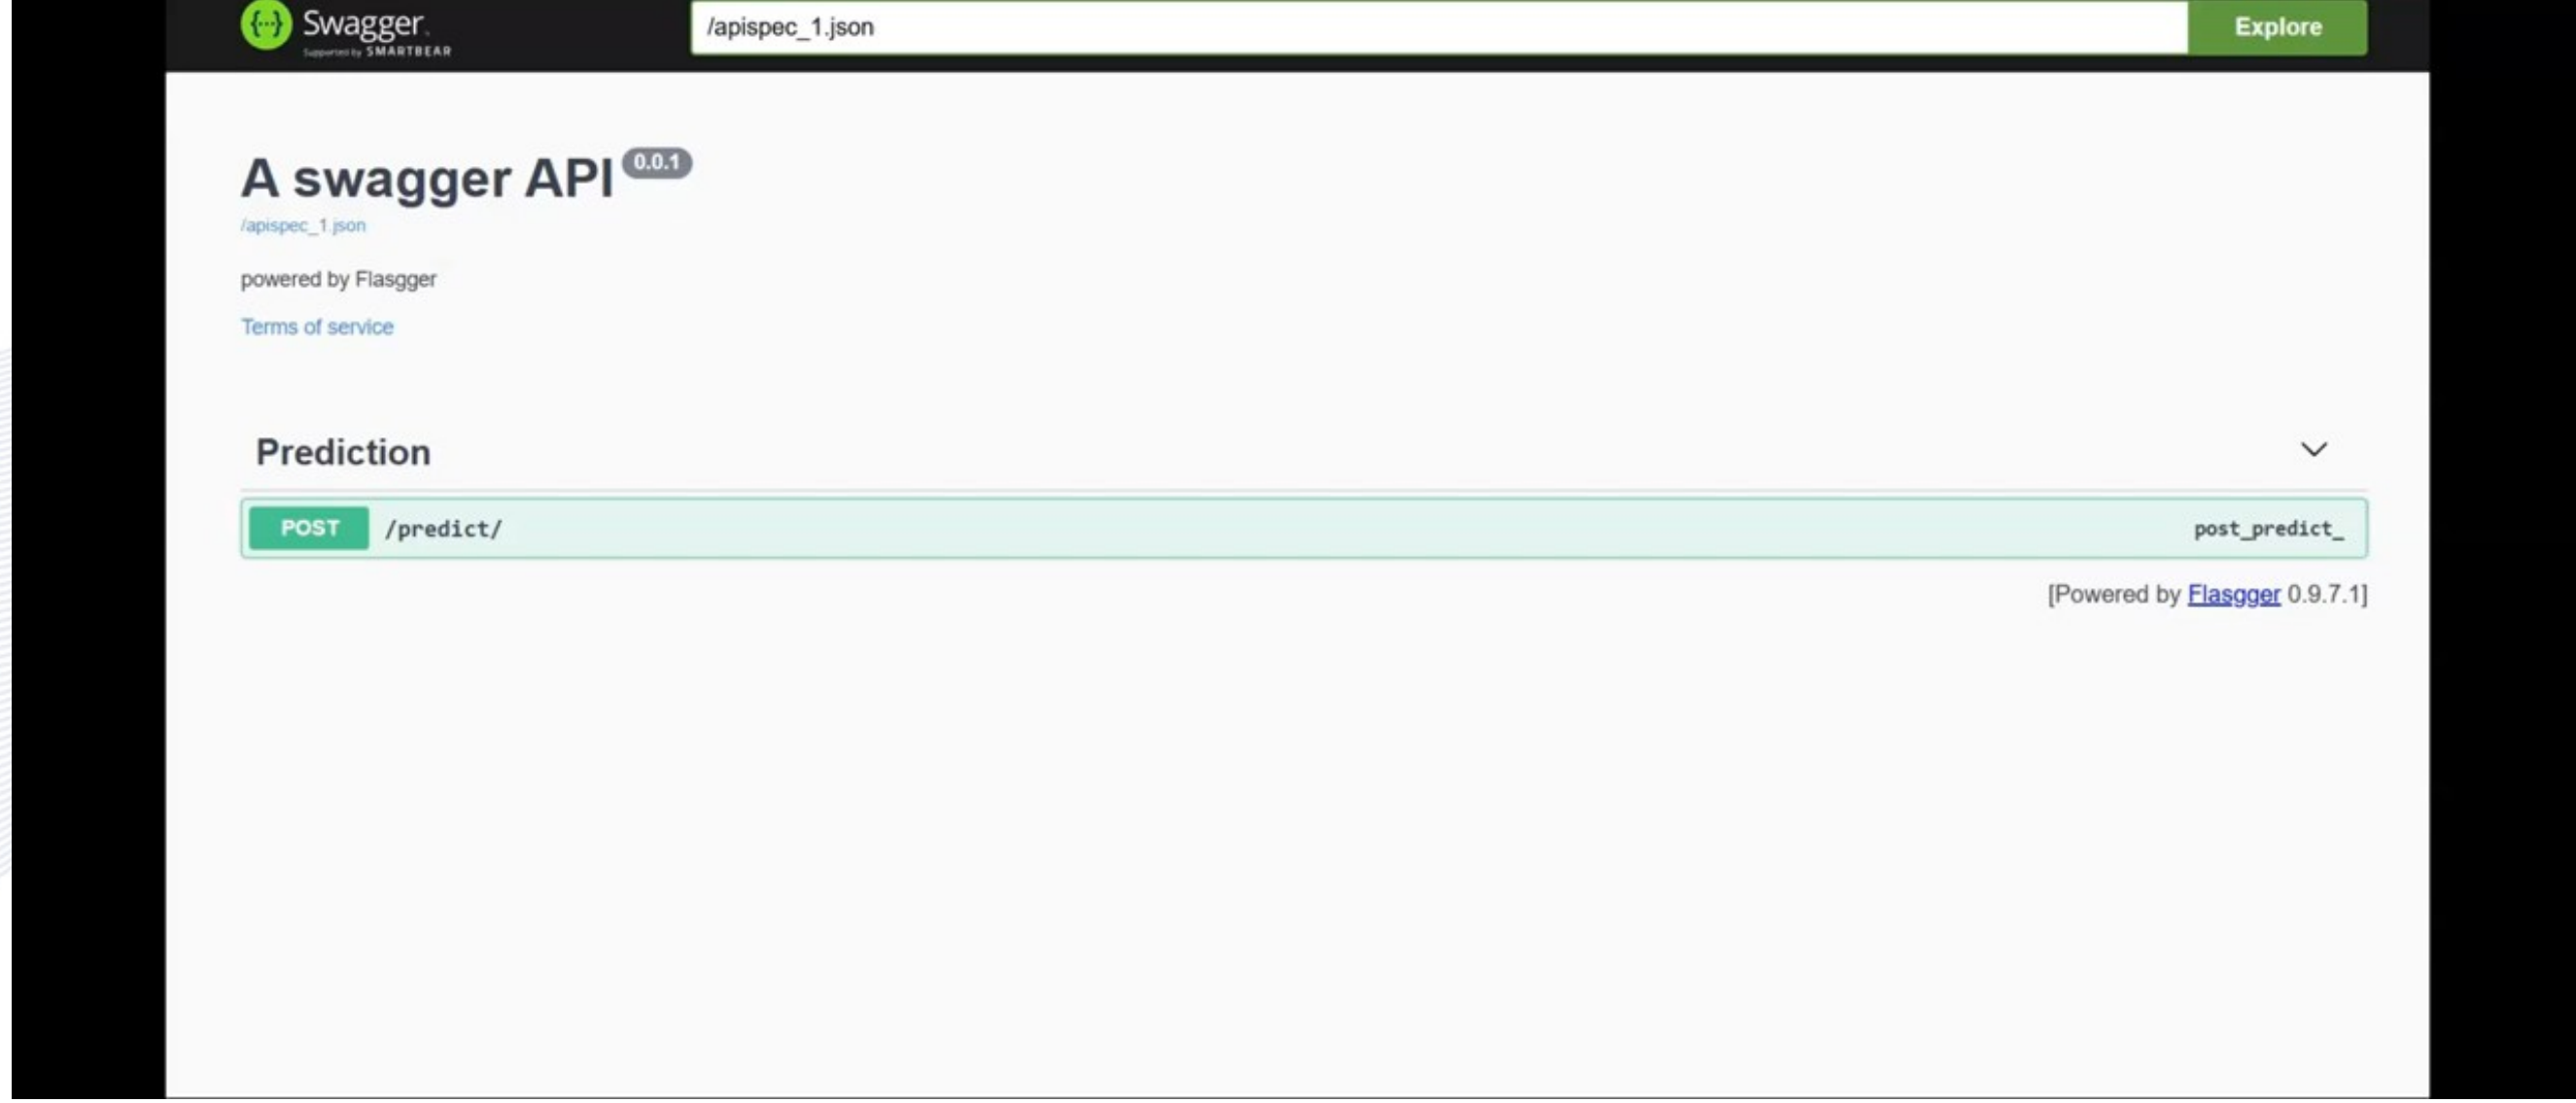 Swagger
Supported by SMARTBEAR
/apispec_1.json
Explore
A swagger API 0.0.1
/apispec_1.json
powered by Flasgger
Terms of service
Prediction
POST /predict/ post_predict_
[Powered by Flasgger 0.9.7.1]